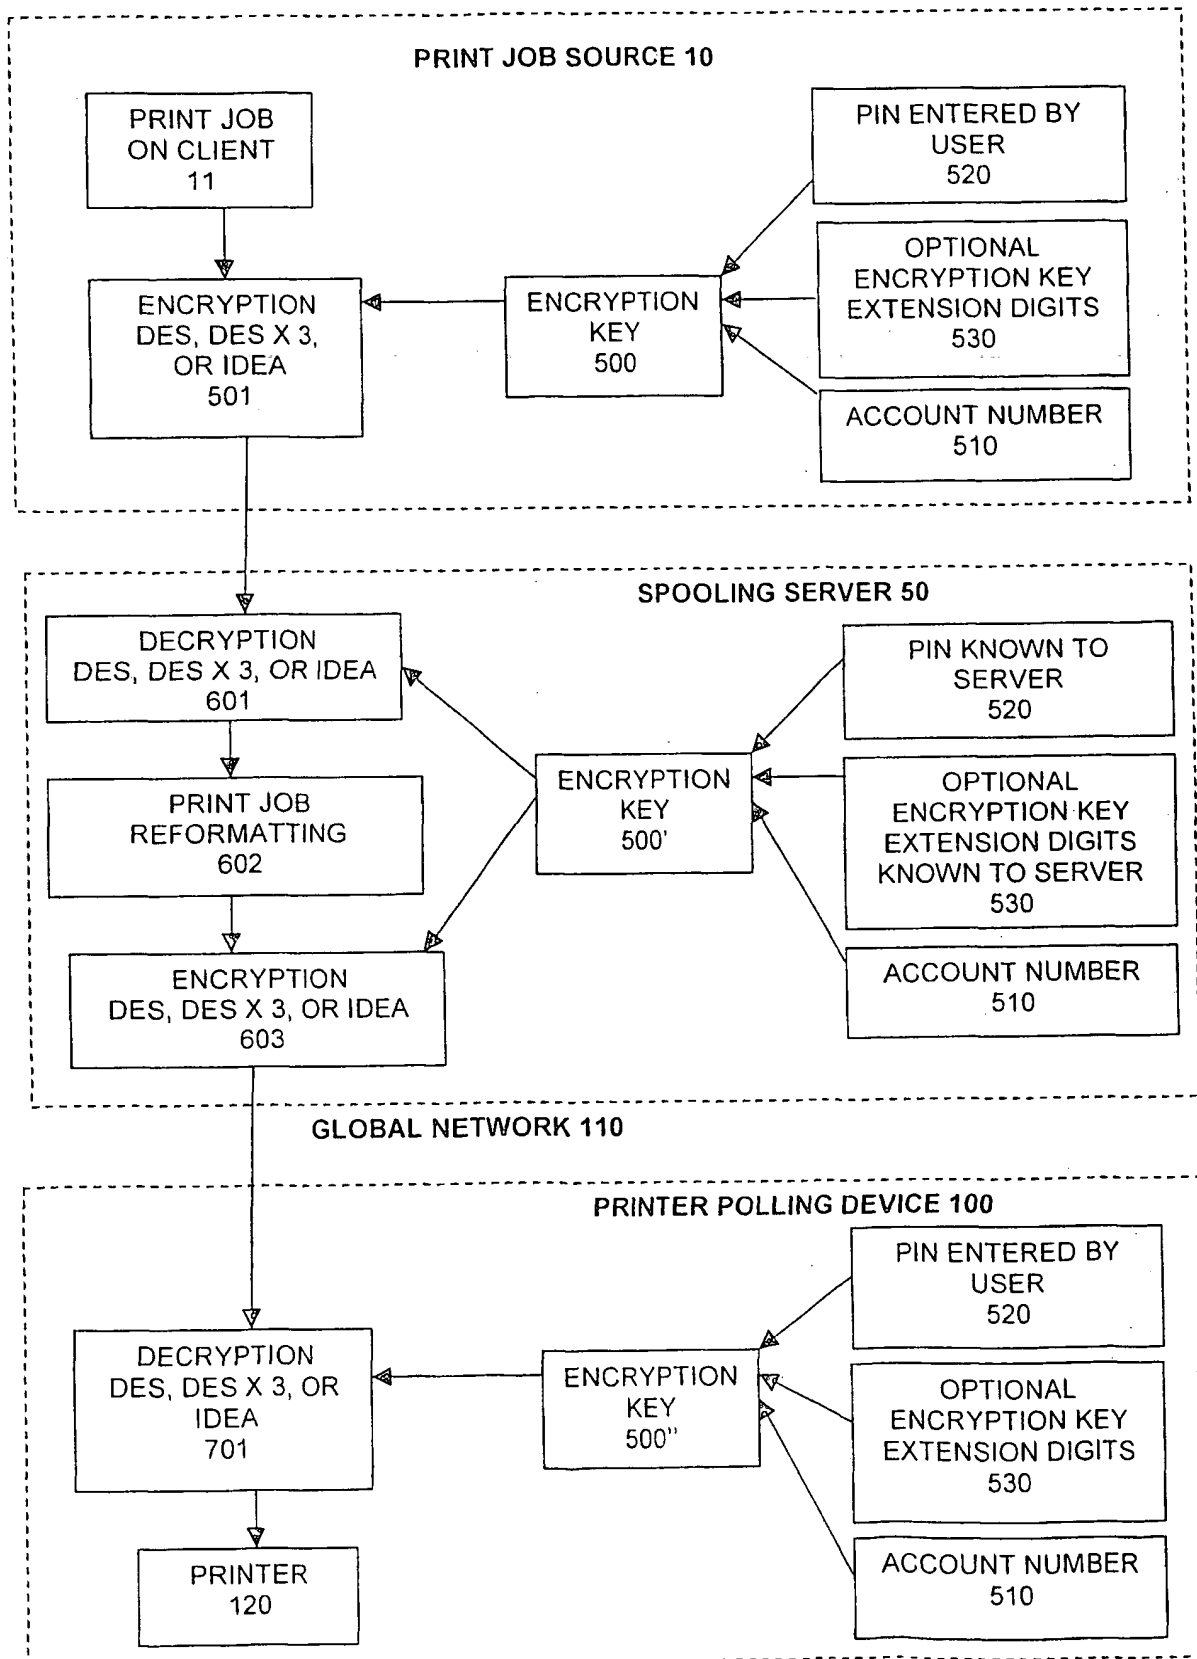 PRINT JOB SOURCE 10
PRINT JOB
ON CLIENT
11
PIN ENTERED BY
USER
520
ENCRYPTION
DES, DES X 3,
OR IDEA
501
ENCRYPTION
KEY
500
OPTIONAL
ENCRYPTION KEY
EXTENSION DIGITS
530
ACCOUNT NUMBER
510
SPOOLING SERVER 50
DECRYPTION
DES, DES X 3, OR IDEA
601
PIN KNOWN TO
SERVER
520
PRINT JOB
REFORMATTING
602
ENCRYPTION
KEY
500'
OPTIONAL
ENCRYPTION KEY
EXTENSION DIGITS
KNOWN TO SERVER
530
ENCRYPTION
DES, DES X 3, OR IDEA
603
ACCOUNT NUMBER
510
GLOBAL NETWORK 110
PRINTER POLLING DEVICE 100
PIN ENTERED BY
USER
520
DECRYPTION
DES, DES X 3, OR
IDEA
701
ENCRYPTION
KEY
500"
OPTIONAL
ENCRYPTION KEY
EXTENSION DIGITS
530
PRINTER
120
ACCOUNT NUMBER
510